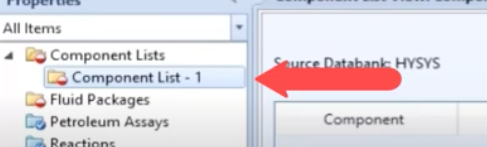 Properties
All Items
Component Lists
Component List - 1
Fluid Packages
Petroleum Assays
Reactions
Source Databank: HYSYS
Component